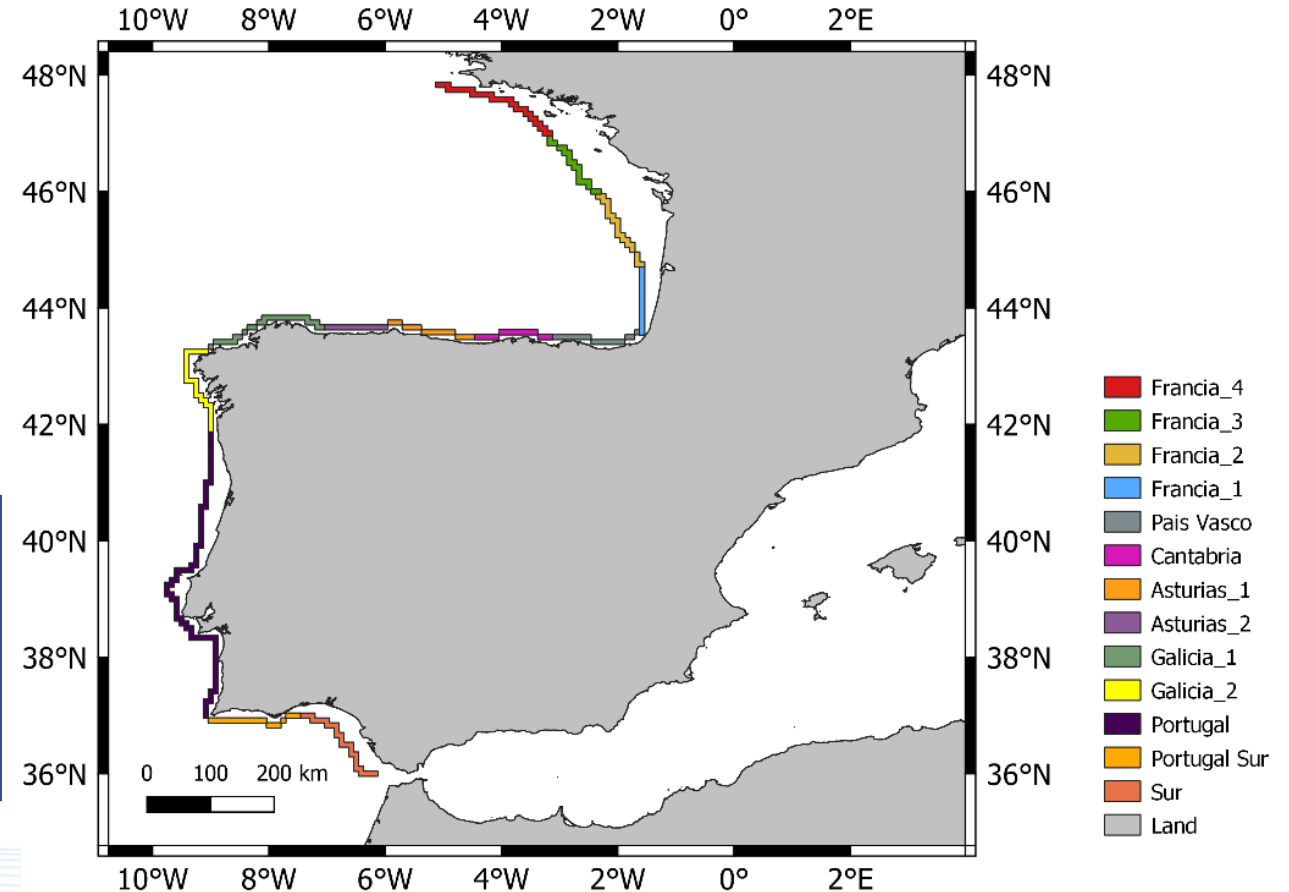 10°W 8°W 6°W 4°W 2°W 0° 2°E
48°N 48°N
46°N 46°N
44°N 44°N
42°N 42°N
40°N 40°N
38°N 38°N
36°N 36°N
0 100 200 km
10°W 8°W 6°W 4°W 2°W 0° 2°E
Francia_4
Francia_3
Francia_2
Francia_1
Pais Vasco
Cantabria
Asturias_1
Asturias_2
Galicia_1
Galicia_2
Portugal
Portugal Sur
Sur
Land